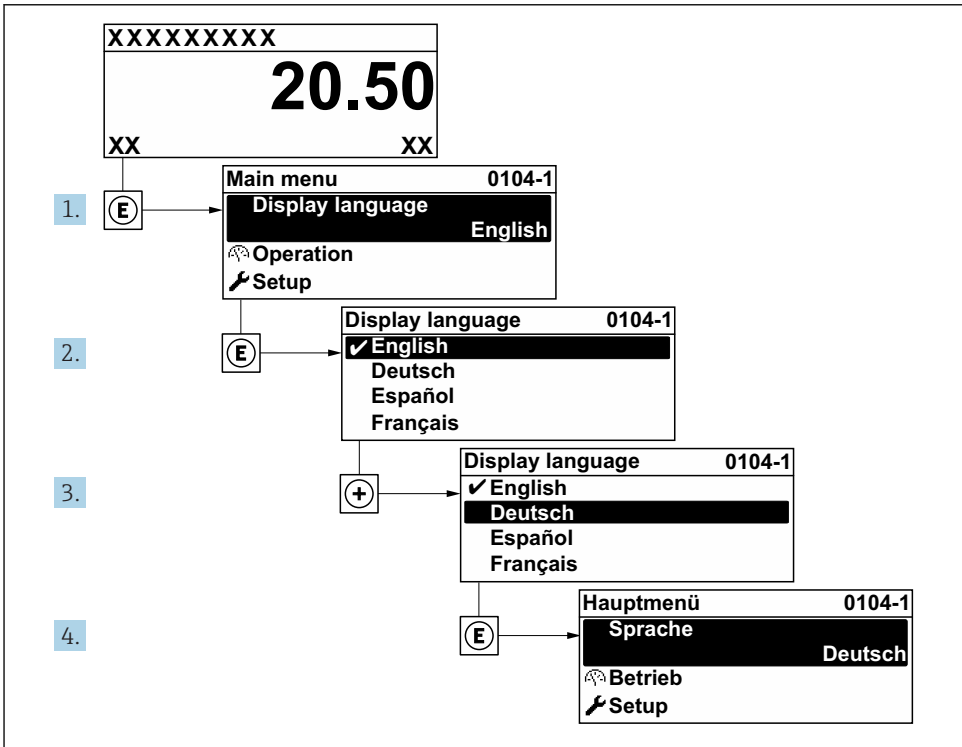 XXXXXXXXX
20.50
XX XX
1. E
Main menu 0104-1
Display language
English
Operation
Setup
2. E
Display language 0104-1
✔English
Deutsch
Español
Français
3. +
Display language 0104-1
✔English
Deutsch
Español
Français
4. E
Hauptmenü 0104-1
Sprache
Deutsch
Betrieb
Setup